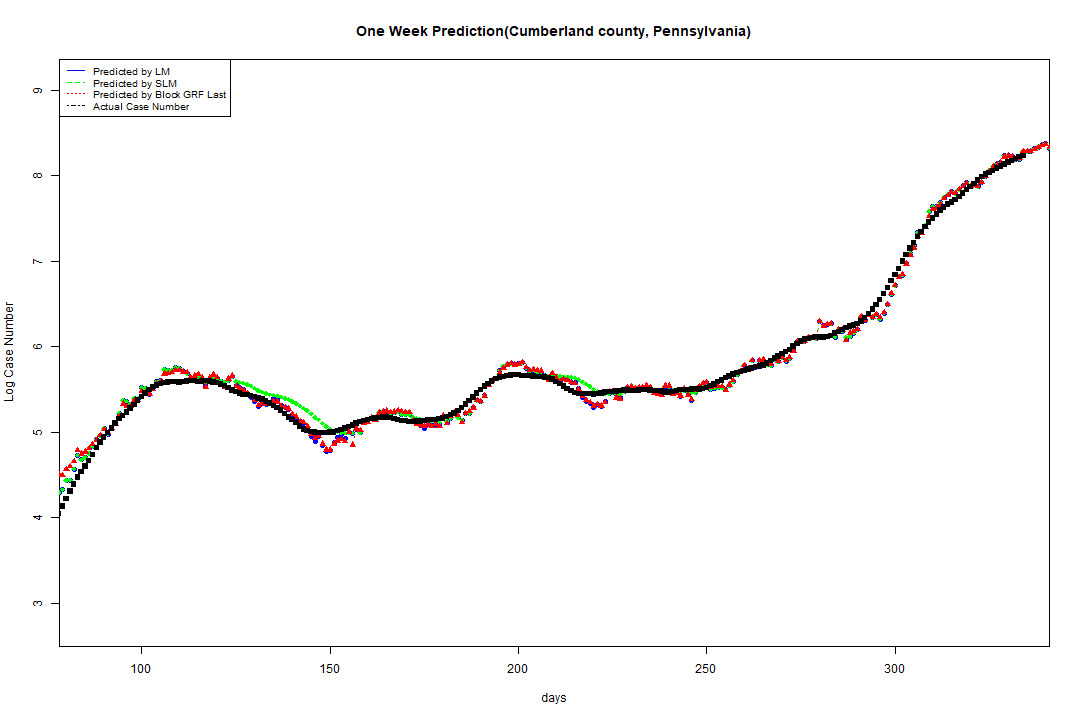 One Week Prediction(Cumberland county, Pennsylvania)
Predicted by LM
Predicted by SLM
Predicted by Block GRF Last
Actual Case Number
9
8
7
6
5
4
3
Log Case Number
100 150 200 250 300
days